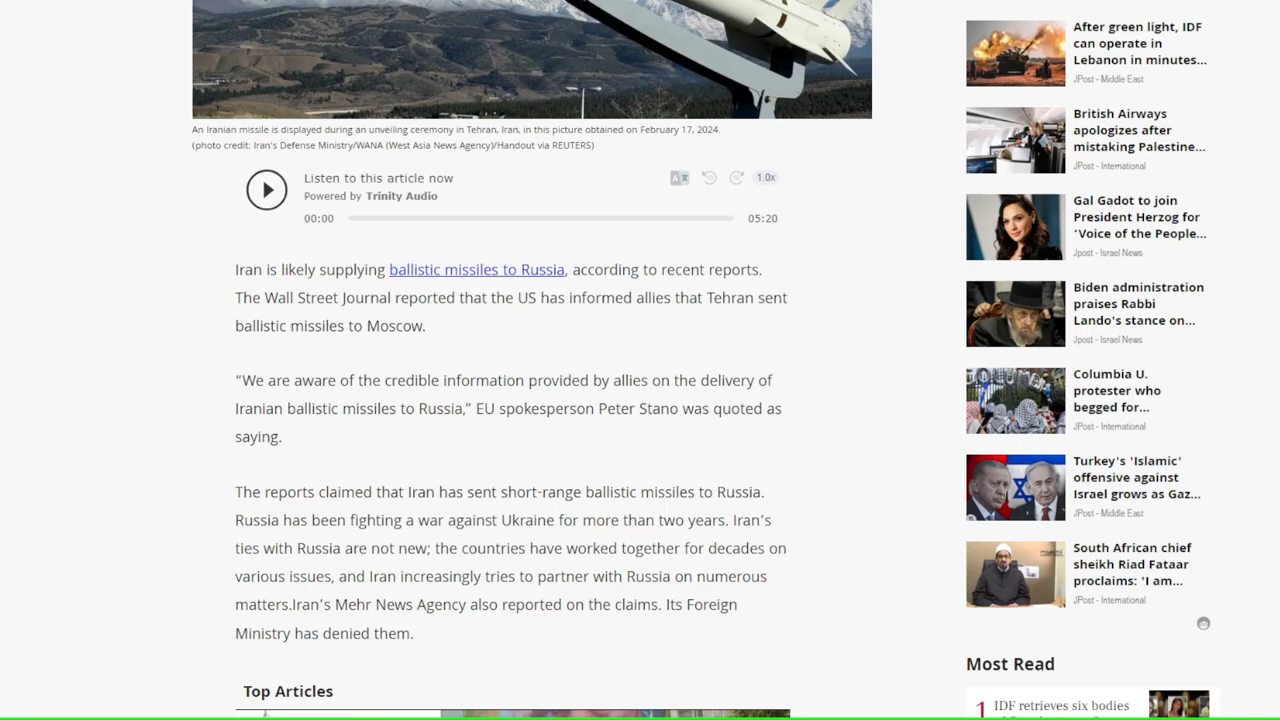 An Iranian missile is displayed during an unveiling ceremony in Tehran, Iran, in this picture obtained on February 17, 2024.
(photo credit: Iran's Defense Ministry/WANA (West Asia News Agency)/Handout via REUTERS)
Listen to this article now
Powered by Trinity Audio
1.0x
00:00
05:20
Iran is likely supplying ballistic missiles to Russia, according to recent reports.
The Wall Street Journal reported that the US has informed allies that Tehran sent
ballistic missiles to Moscow.
“We are aware of the credible information provided by allies on the delivery of
Iranian ballistic missiles to Russia,” EU spokesperson Peter Stano was quoted as
saying.
The reports claimed that Iran has sent short-range ballistic missiles to Russia.
Russia has been fighting a war against Ukraine for more than two years. Iran’s
ties with Russia are not new; the countries have worked together for decades on
various issues, and Iran increasingly tries to partner with Russia on numerous
matters.Iran’s Mehr News Agency also reported on the claims. Its Foreign
Ministry has denied them.
Top Articles
After green light, IDF
can operate in
Lebanon in minutes...
JPost - Middle East
British Airways
apologizes after
mistaking Palestine...
JPost - International
Gal Gadot to join
President Herzog for
‘Voice of the People...
Jpost - Israel News
Biden administration
praises Rabbi
Lando's stance on...
Jpost - Israel News
Columbia U.
protester who
begged for...
JPost - International
Turkey's 'Islamic'
offensive against
Israel grows as Gaz...
JPost - Middle East
South African chief
sheikh Riad Fataar
proclaims: 'I am...
JPost - International
Most Read
1 IDF retrieves six bodies